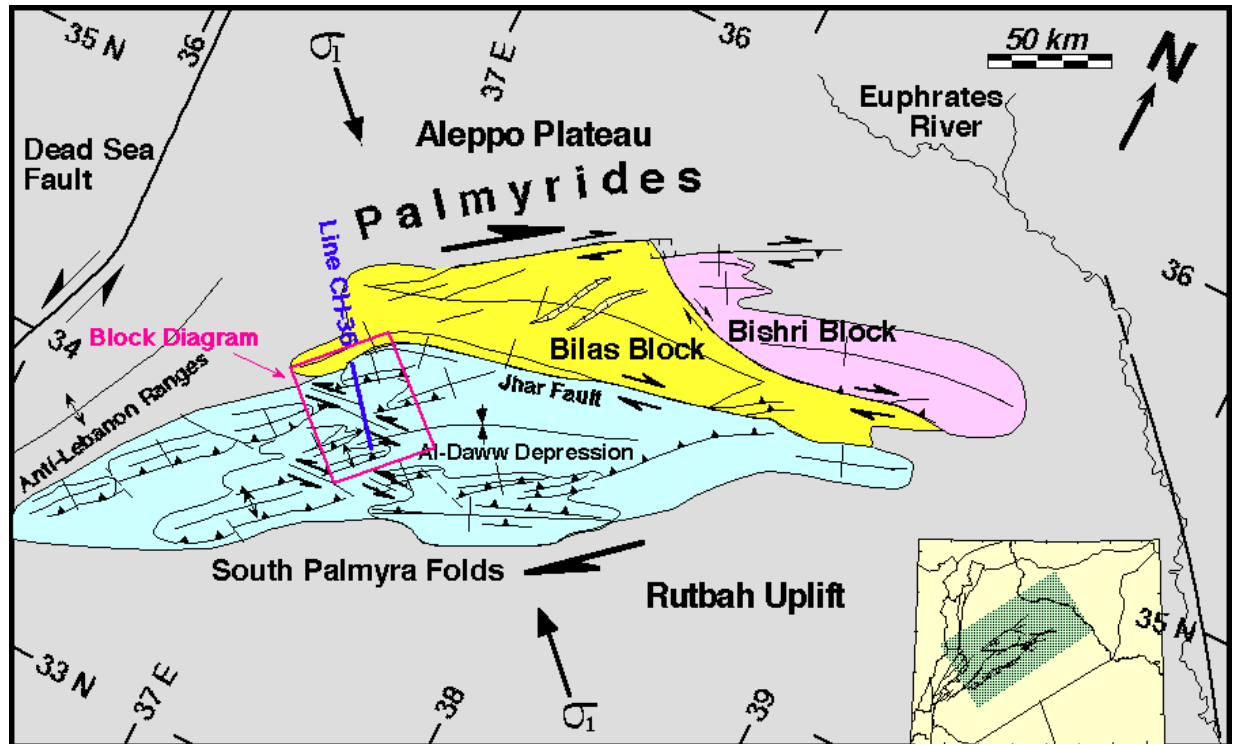 35 N
36
σ1
37 E
36
50 km
N
Euphrates
River
Dead Sea
Fault
Aleppo Plateau
Palmyrides
Line CH-36
36
34
Block Diagram
Bishri Block
Bilas Block
Jhar Fault
Anti-Lebanon Ranges
Al-Daww Depression
South Palmyra Folds
Rutbah Uplift
35 N
33 N
37 E
38
σ1
39